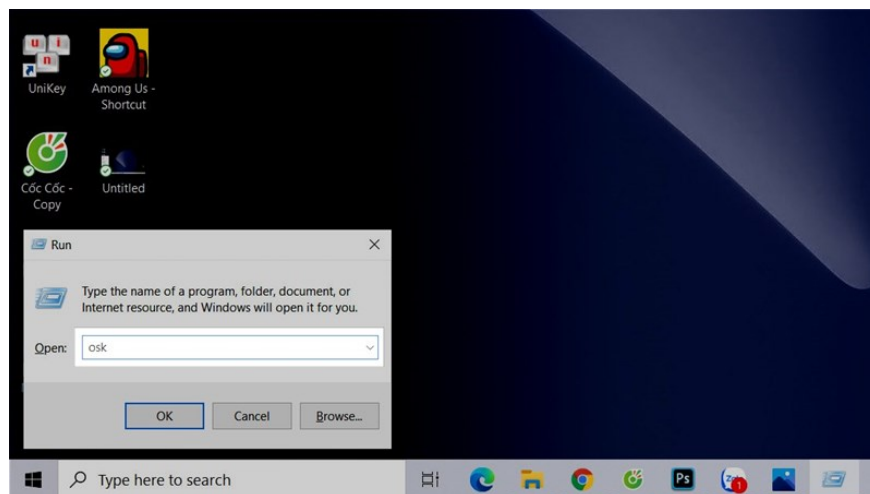 u i
n
UniKey
Among Us -
Shortcut
Cốc Cốc -
Copy
Untitled
Run
Type the name of a program, folder, document, or
Internet resource, and Windows will open it for you.
Open: osk
OK Cancel Browse...
Type here to search
Ps
1